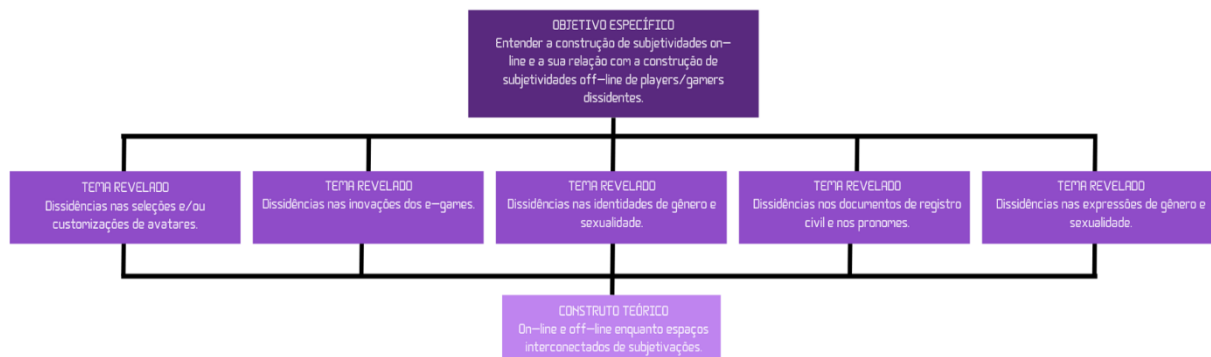 OBJETIVO ESPECÍFICO
Entender a construção de subjetividades on-
line e a sua relação com a construção de
subjetividades off-line de players/gamers
dissidentes.
TEMA REVELADO
Dissidências nas seleções e/ou
customizações de avatares.
TEMA REVELADO
Dissidências nas inovações dos e-games.
TEMA REVELADO
Dissidências nas identidades de gênero e
sexualidade.
TEMA REVELADO
Dissidências nos documentos de registro
civil e nos pronomes.
TEMA REVELADO
Dissidências nas expressões de gênero e
sexualidade.
CONSTRUTO TEÓRICO
On-line e off-line enquanto espaços
interconectados de subjetivações.